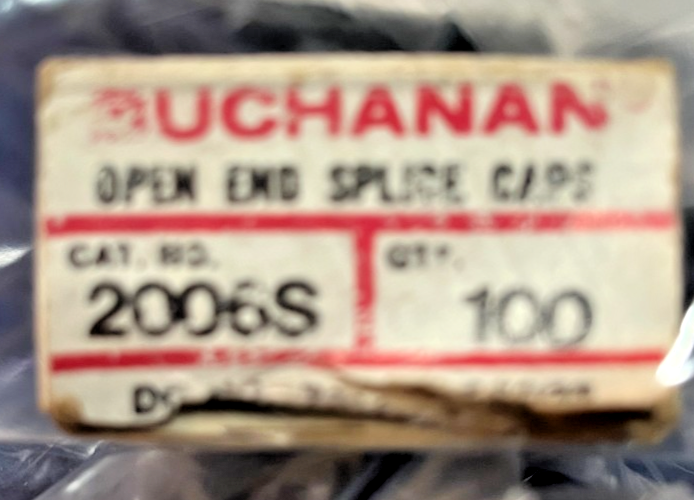 BUCHANAN
OPEN END SPLICE CAPS
CAT. NO. QTY.
2006S 100